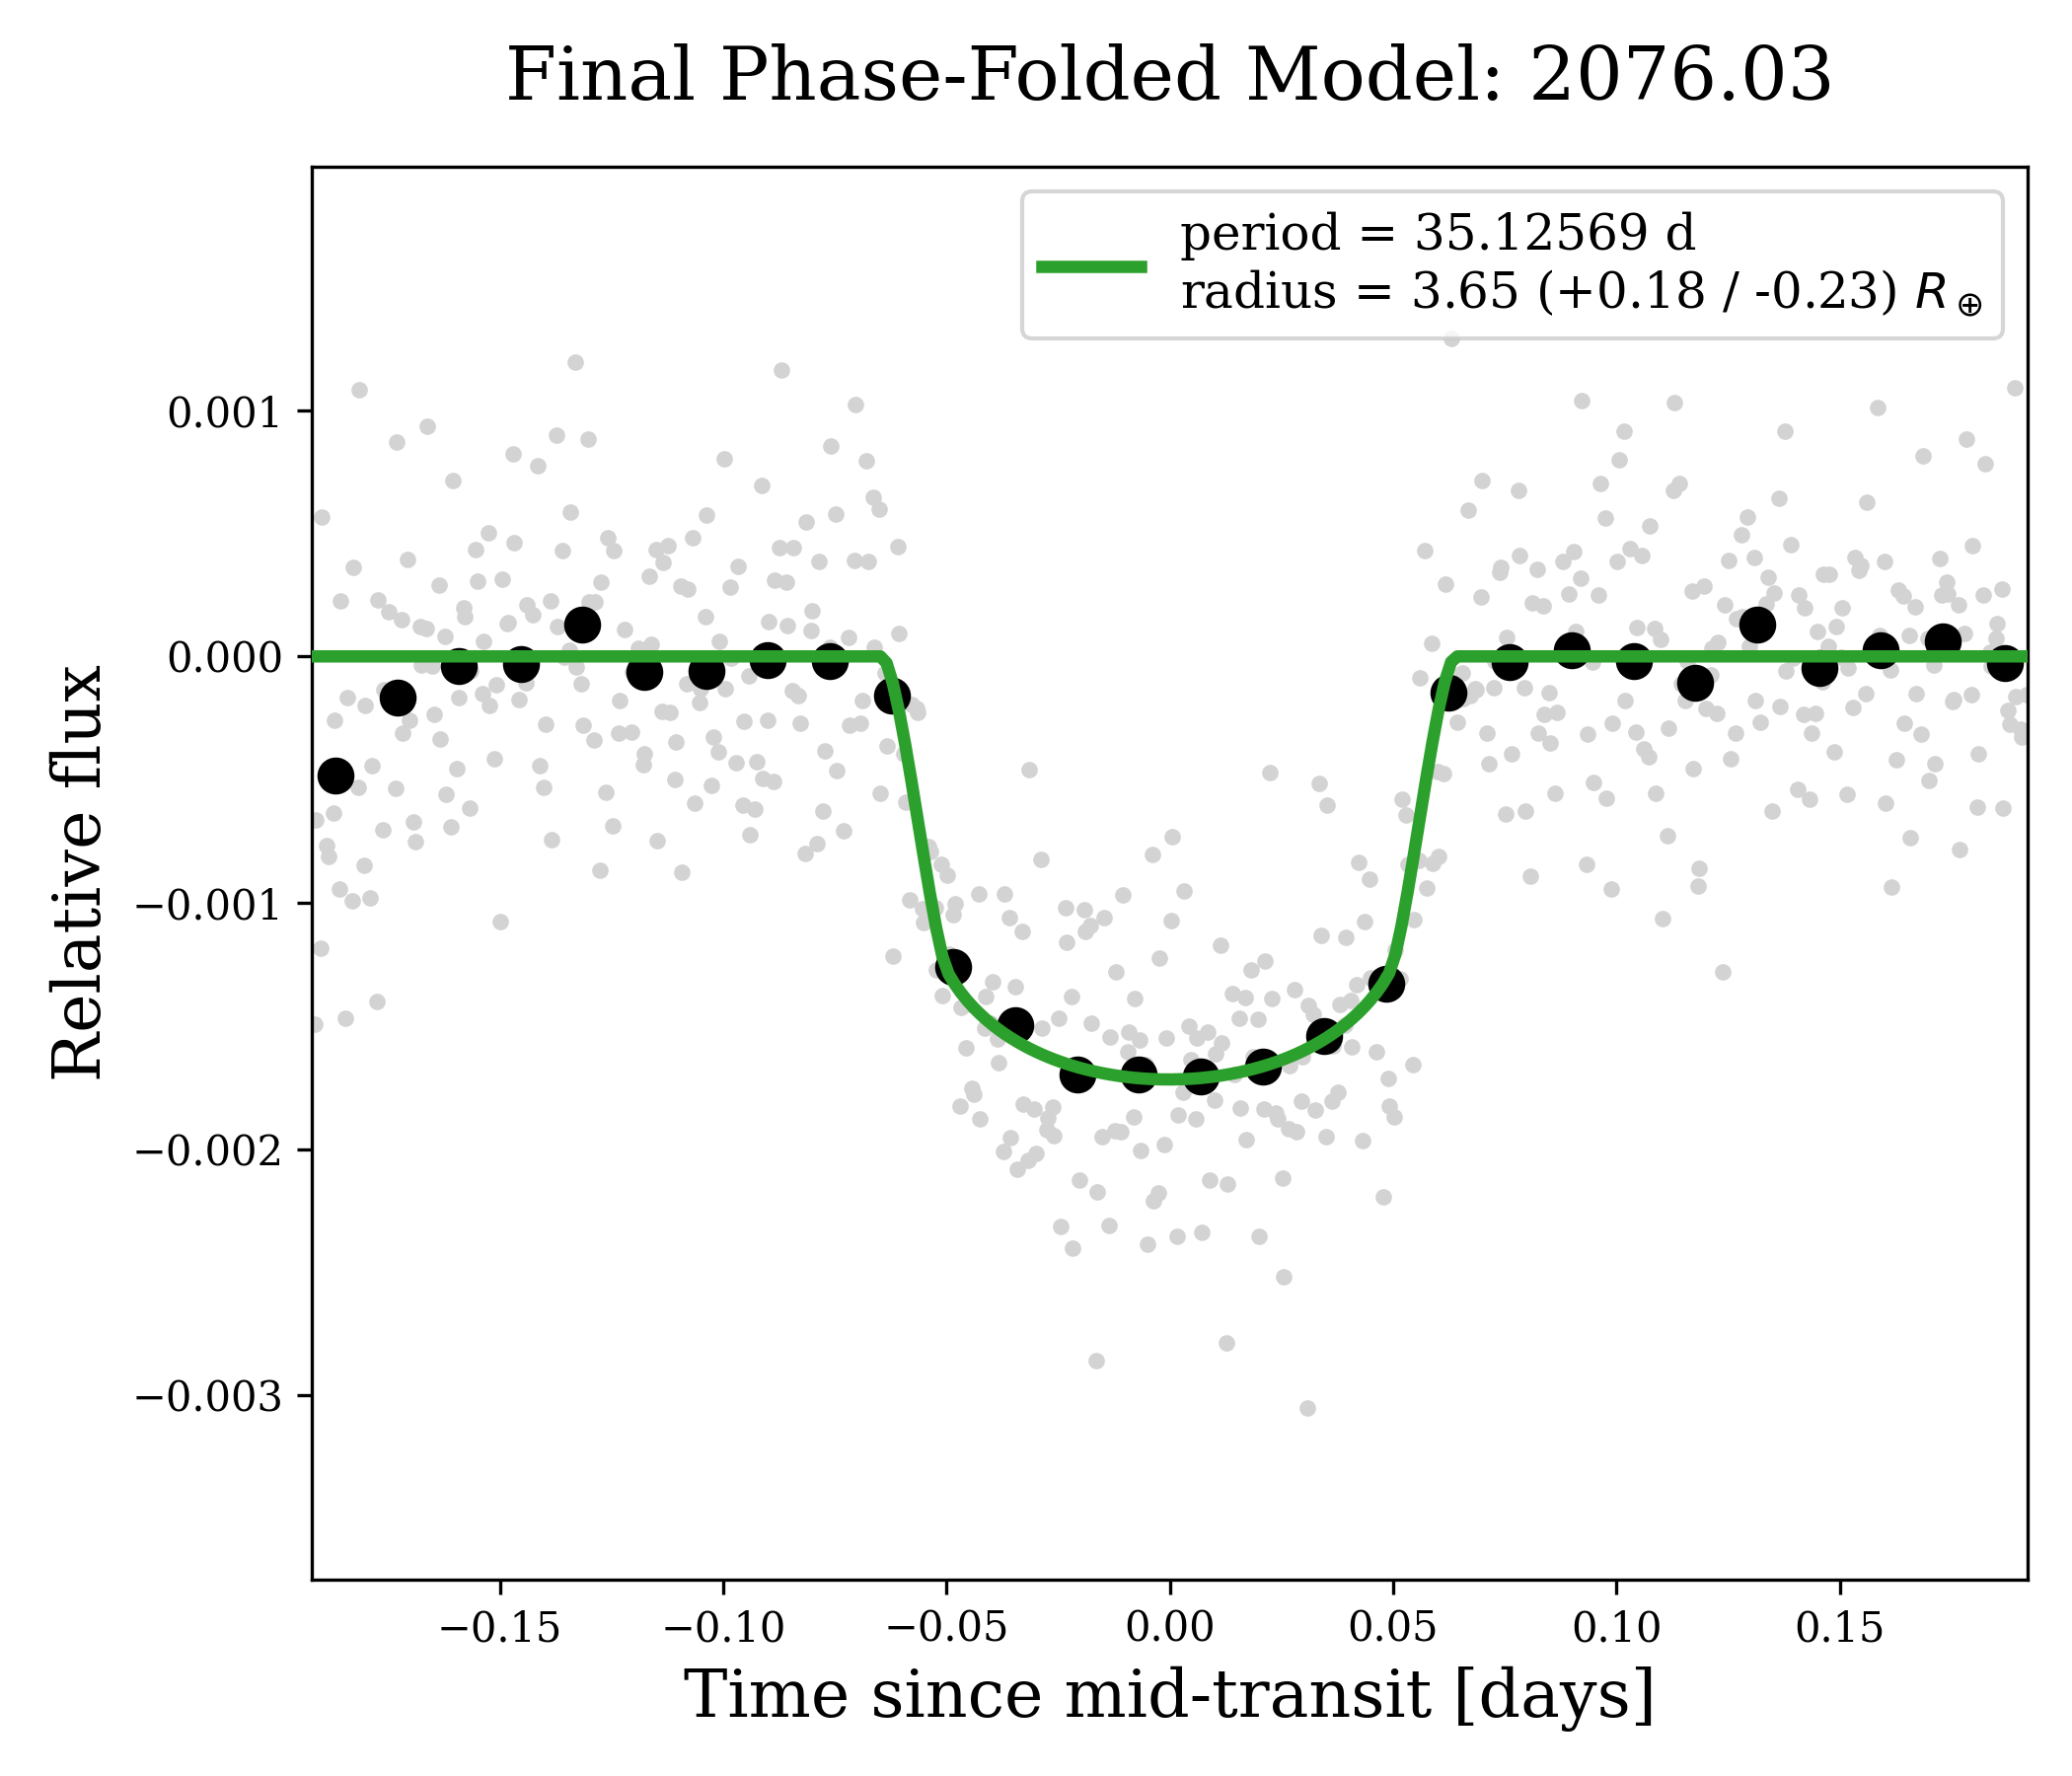 Final Phase-Folded Model: 2076.03
period = 35.12569 d
radius = 3.65 (+0.18 / -0.23) R⊕
0.001
0.000
−0.001
−0.002
−0.003
Relative flux
−0.15 −0.10 −0.05 0.00 0.05 0.10 0.15
Time since mid-transit [days]